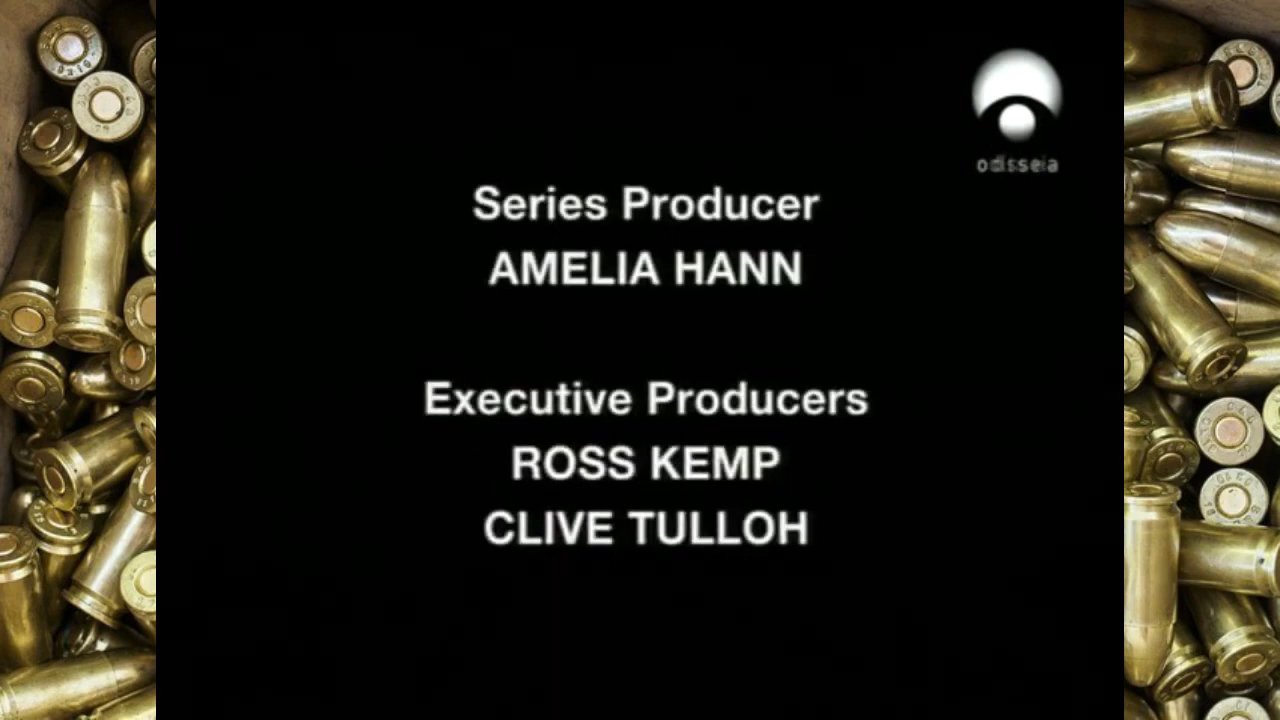 odisseia
Series Producer
AMELIA HANN
Executive Producers
ROSS KEMP
CLIVE TULLOH